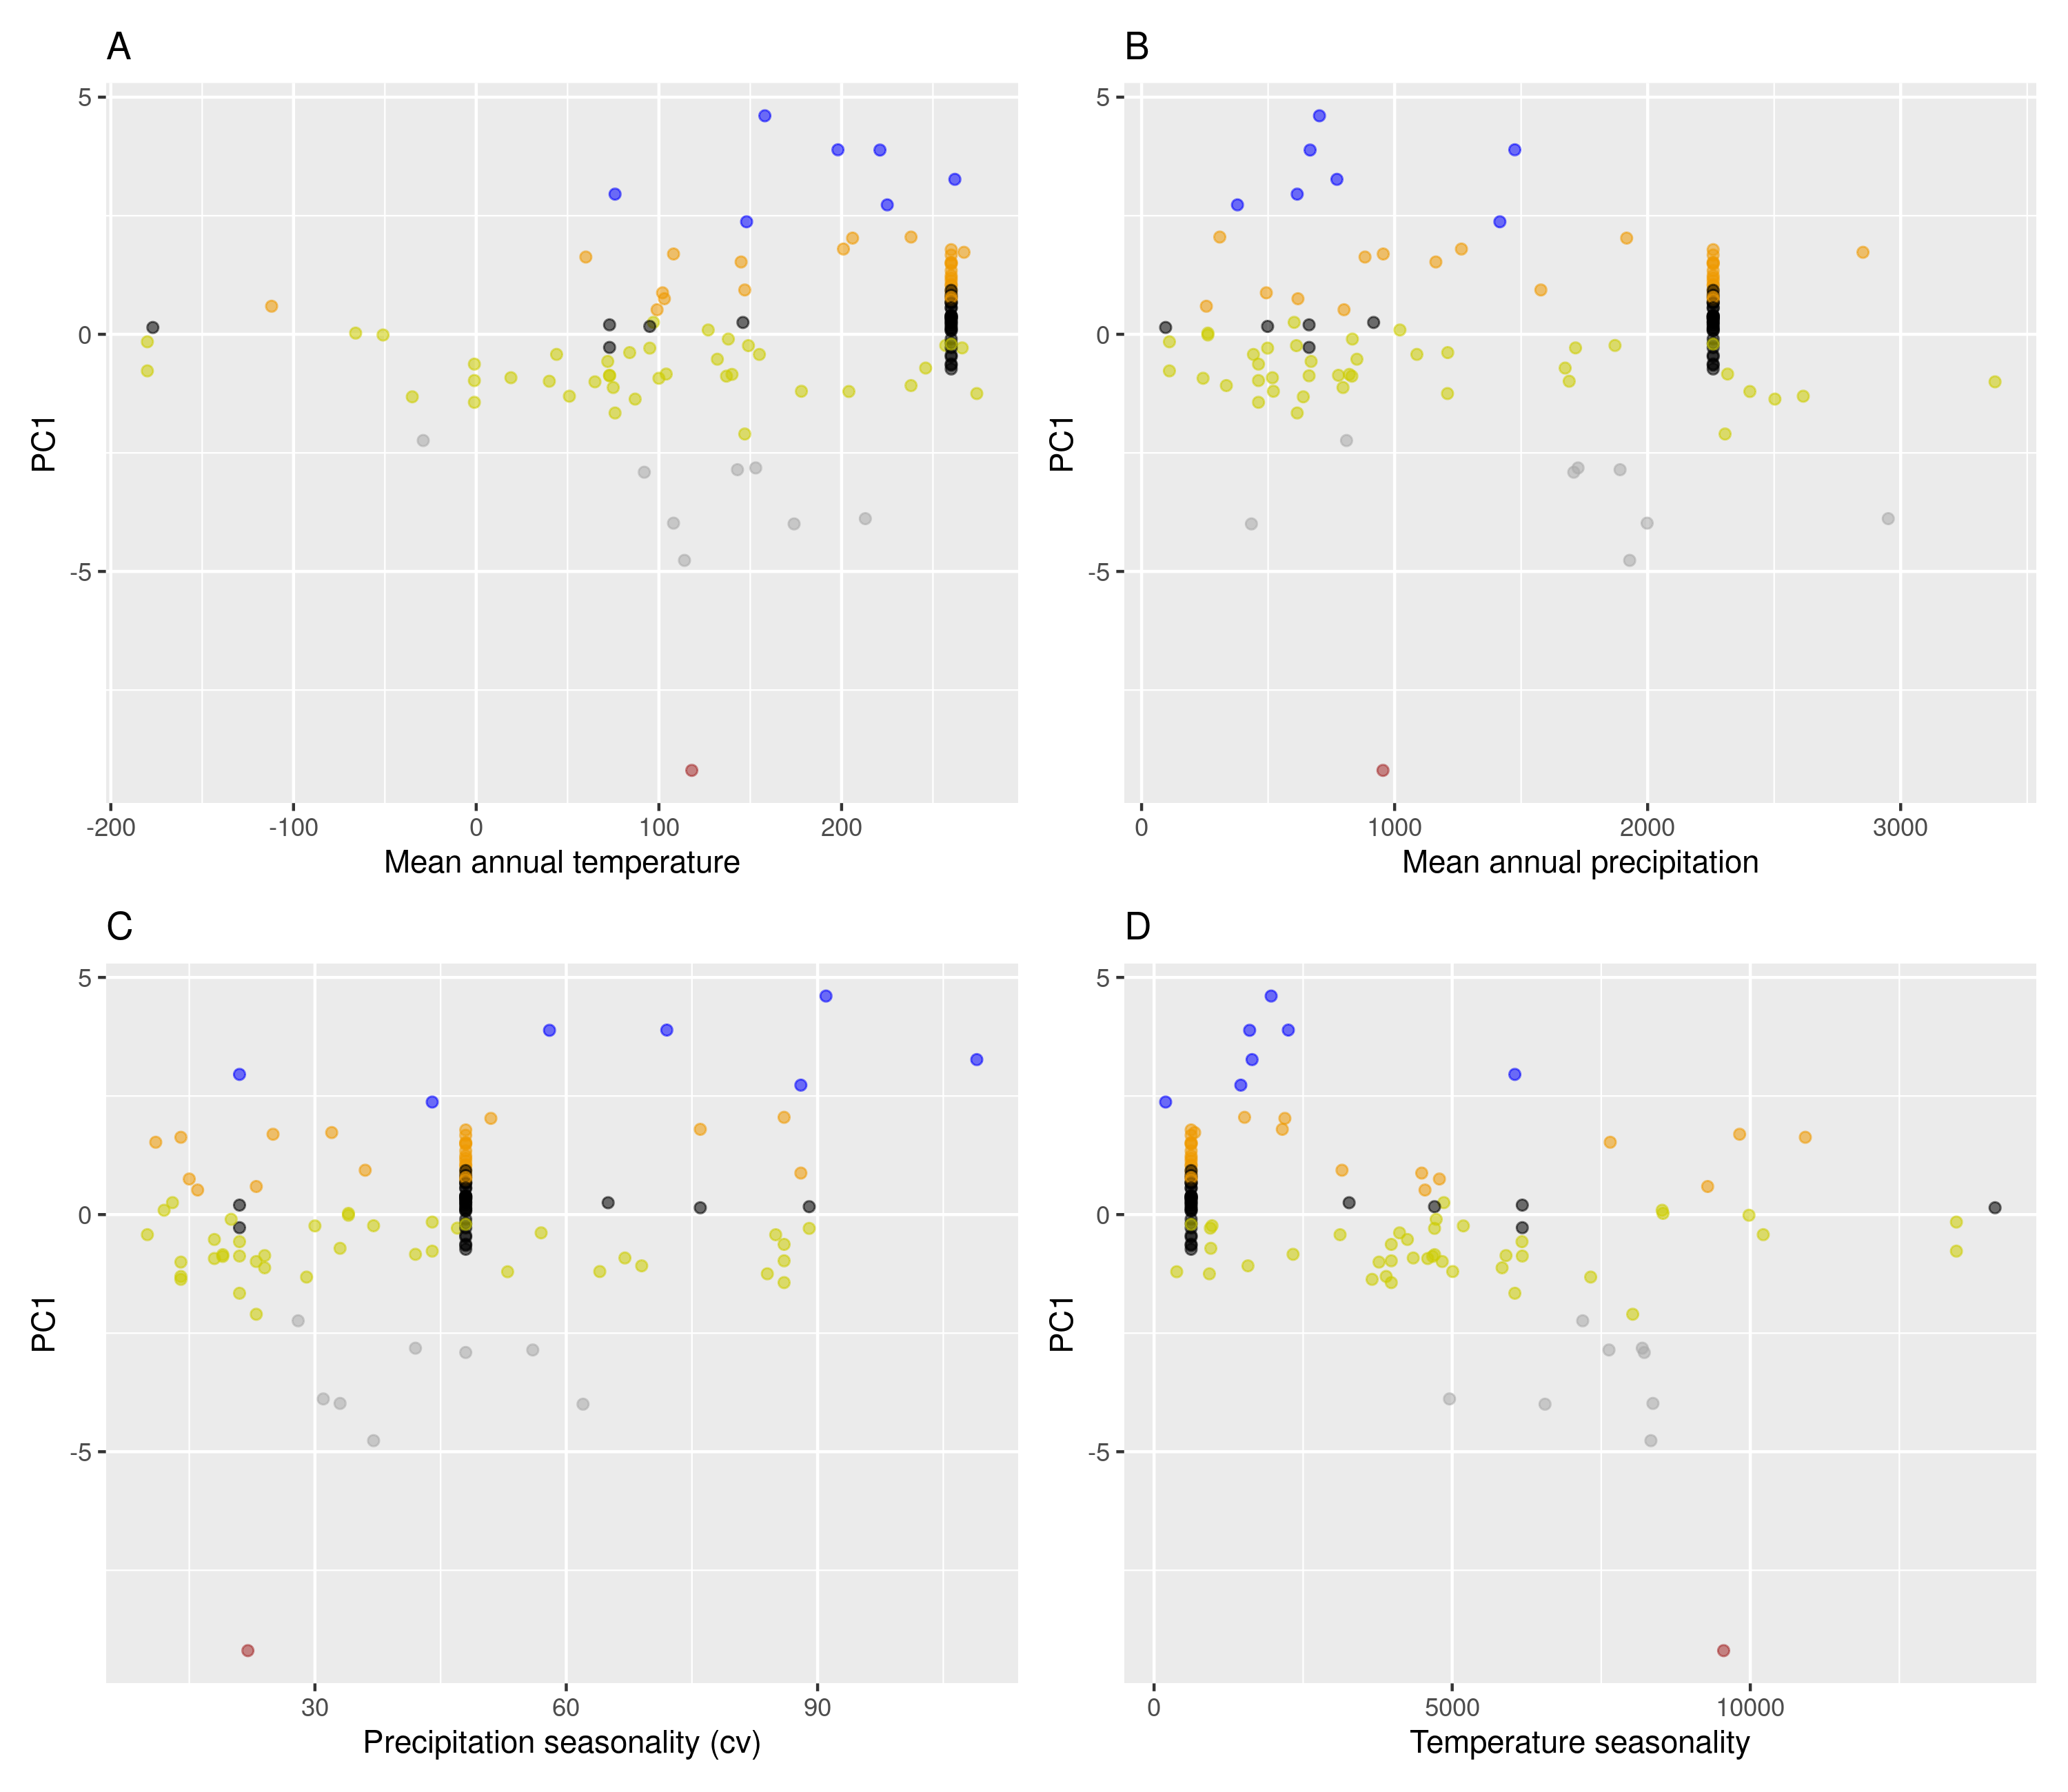 A
5
0
-5
PC1
-200 -100 0 100 200
Mean annual temperature
B
5
0
-5
PC1
0 1000 2000 3000
Mean annual precipitation
C
5
0
-5
PC1
30 60 90
Precipitation seasonality (cv)
D
5
0
-5
PC1
0 5000 10000
Temperature seasonality